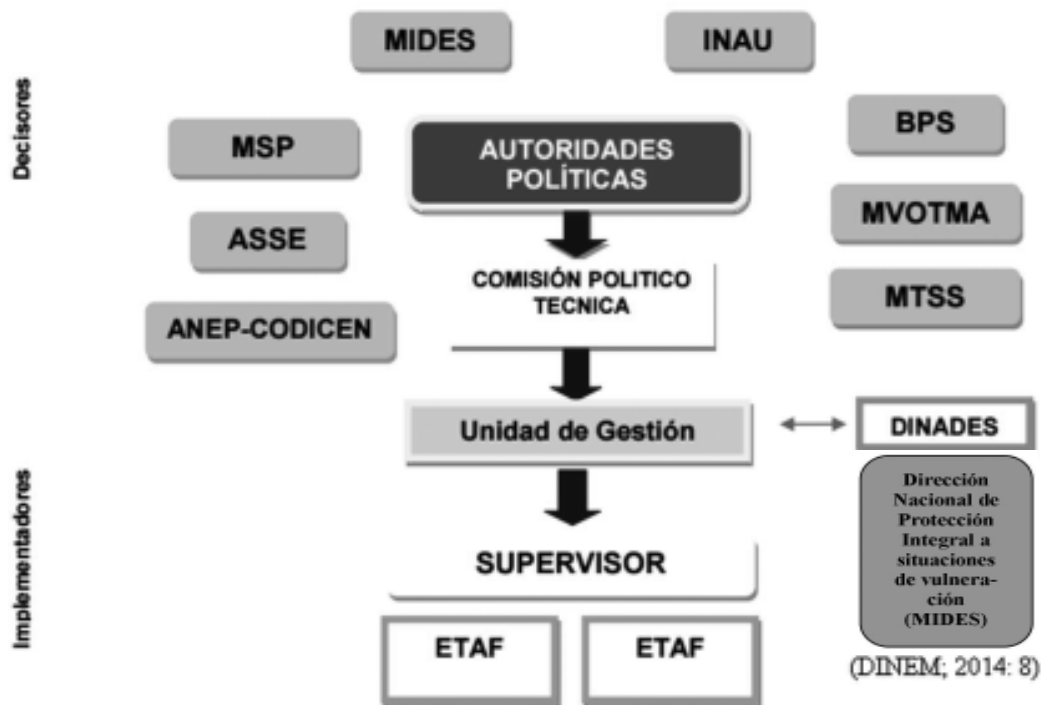 MIDES
INAU
Decisores
MSP
AUTORIDADES
POLÍTICAS
BPS
ASSE
MVOTMA
COMISIÓN POLITICO
TECNICA
MTSS
ANEP-CODICEN
Unidad de Gestión
DINADES
Implementadores
Dirección
Nacional de
Protección
Integral a
situaciones
de vulnera-
ción
(MIDES)
SUPERVISOR
ETAF
ETAF
(DINEM; 2014: 8)